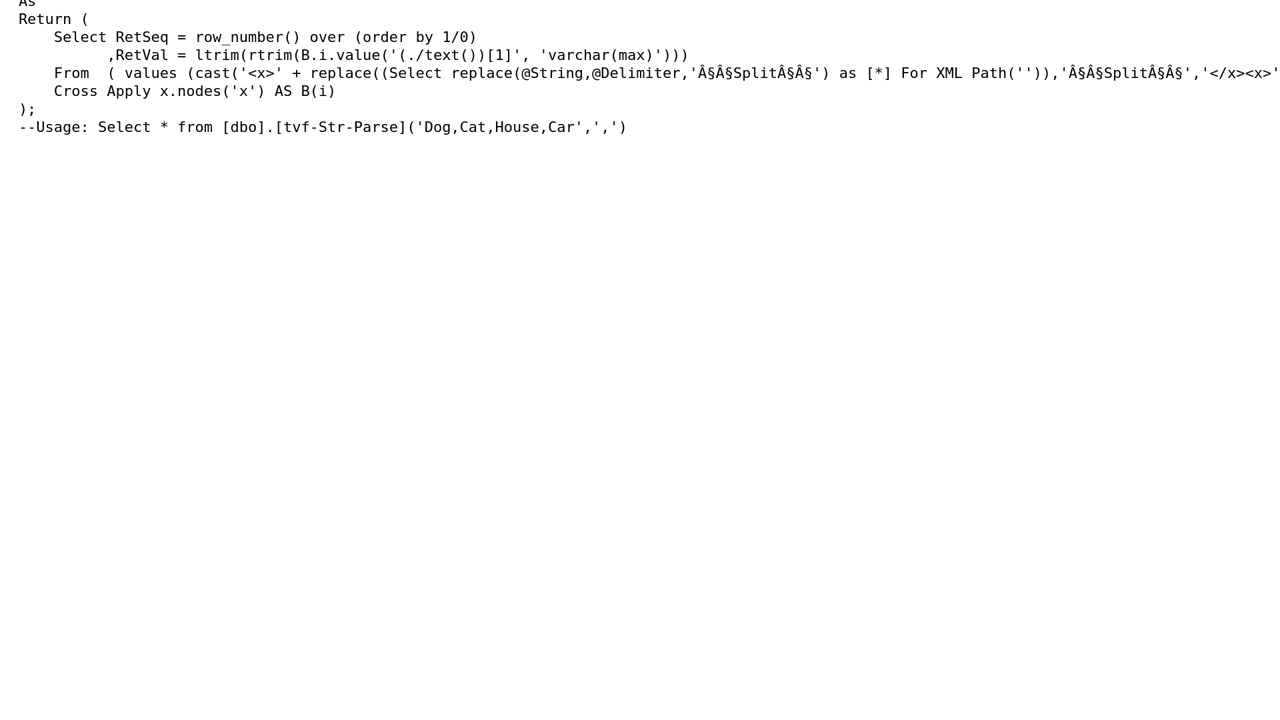 As
Return (
    Select RetSeq = row_number() over (order by 1/0)
          ,RetVal = ltrim(rtrim(B.i.value('(./text())[1]', 'varchar(max)')))
    From  ( values (cast('<x>' + replace((Select replace(@String,@Delimiter,'Â§Â§SplitÂ§Â§') as [*] For XML Path('')),'Â§Â§SplitÂ§Â§','</x><x>'
    Cross Apply x.nodes('x') AS B(i)
);
--Usage: Select * from [dbo].[tvf-Str-Parse]('Dog,Cat,House,Car',',')